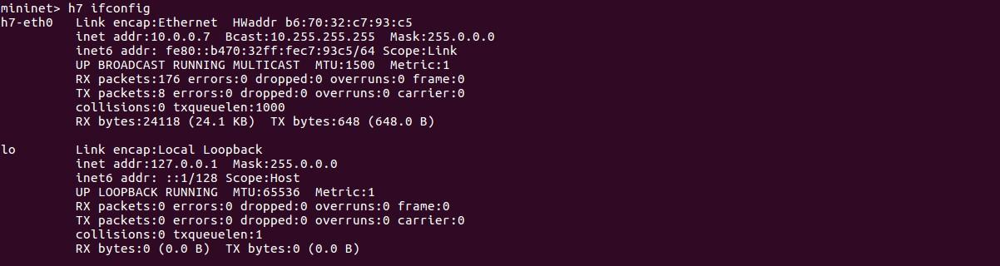 mininet> h7 ifconfig
h7-eth0   Link encap:Ethernet  HWaddr b6:70:32:c7:93:c5
          inet addr:10.0.0.7  Bcast:10.255.255.255  Mask:255.0.0.0
          inet6 addr: fe80::b470:32ff:fec7:93c5/64 Scope:Link
          UP BROADCAST RUNNING MULTICAST  MTU:1500  Metric:1
          RX packets:176 errors:0 dropped:0 overruns:0 frame:0
          TX packets:8 errors:0 dropped:0 overruns:0 carrier:0
          collisions:0 txqueuelen:1000
          RX bytes:24118 (24.1 KB)  TX bytes:648 (648.0 B)

lo        Link encap:Local Loopback
          inet addr:127.0.0.1  Mask:255.0.0.0
          inet6 addr: ::1/128 Scope:Host
          UP LOOPBACK RUNNING  MTU:65536  Metric:1
          RX packets:0 errors:0 dropped:0 overruns:0 frame:0
          TX packets:0 errors:0 dropped:0 overruns:0 carrier:0
          collisions:0 txqueuelen:1
          RX bytes:0 (0.0 B)  TX bytes:0 (0.0 B)